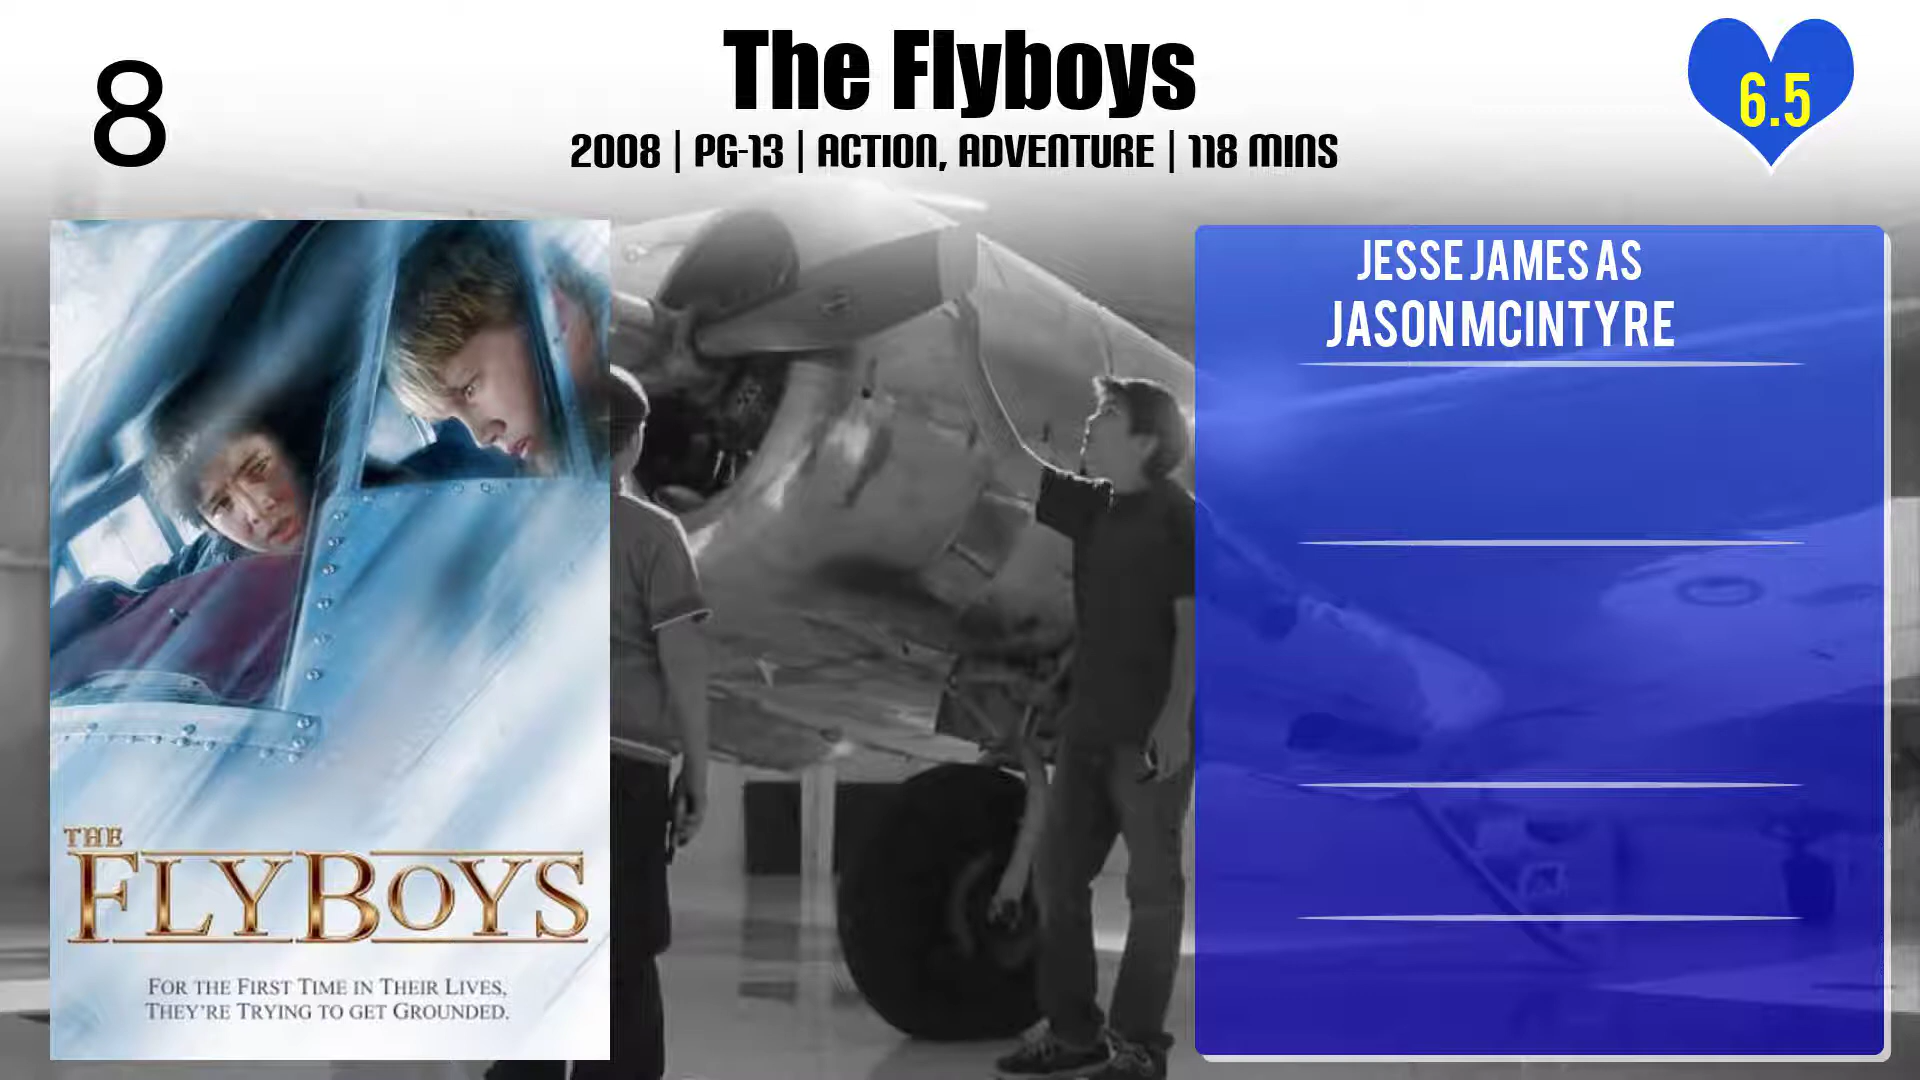 8
The Flyboys
2008 | PG-13 | ACTION, ADVENTURE | 118 MINS
6.5
JESSE JAMES AS
JASON MCINTYRE
THE
FLYBOYS
FOR THE FIRST TIME IN THEIR LIVES,
THEY'RE TRYING TO GET GROUNDED.